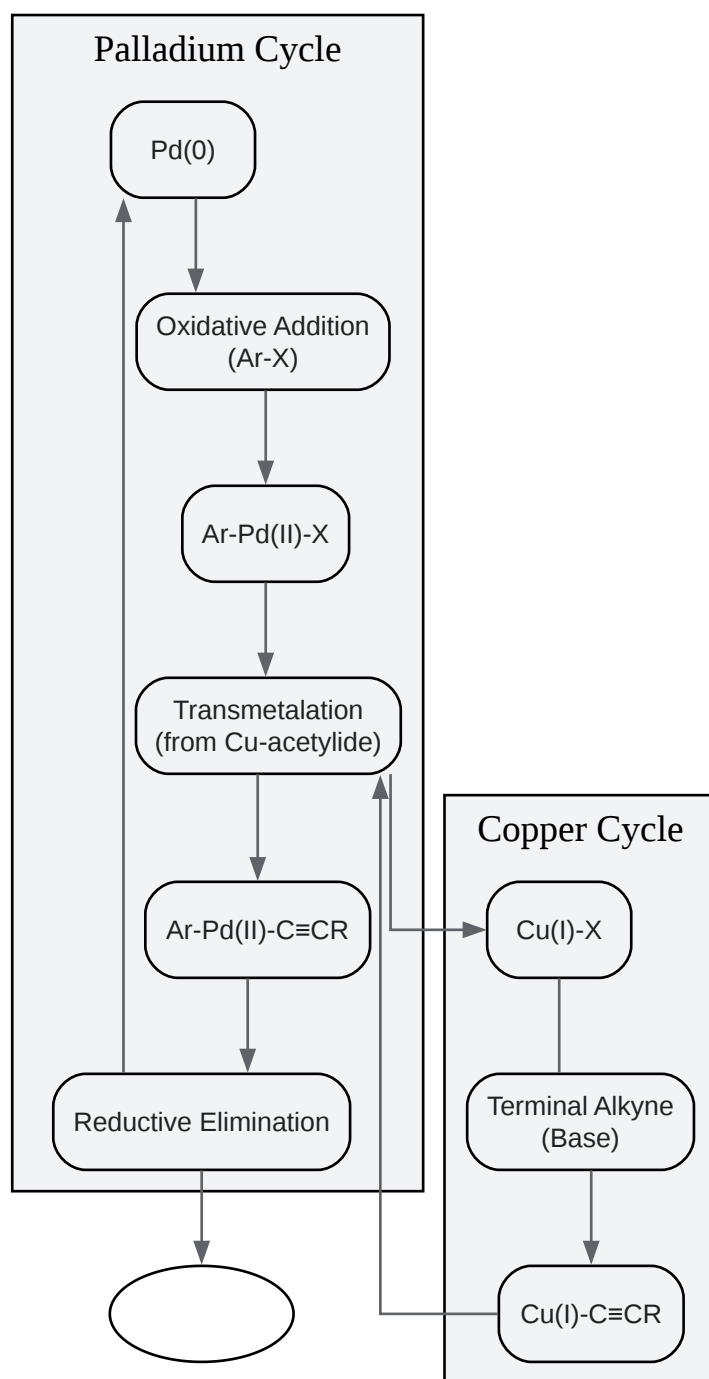 Palladium Cycle
Pd(0)
Oxidative Addition
(Ar-X)
Ar-Pd(II)-X
Transmetalation
(from Cu-acetylide)
Ar-Pd(II)-C≡CR
Reductive Elimination
Copper Cycle
Cu(I)-X
Terminal Alkyne
(Base)
Cu(I)-C≡CR